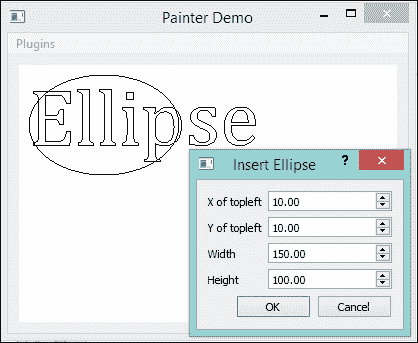 Painter Demo
Plugins
Ellipse
Insert Ellipse
?
X of topleft 10.00
Y of topleft 10.00
Width 150.00
Height 100.00
OK Cancel